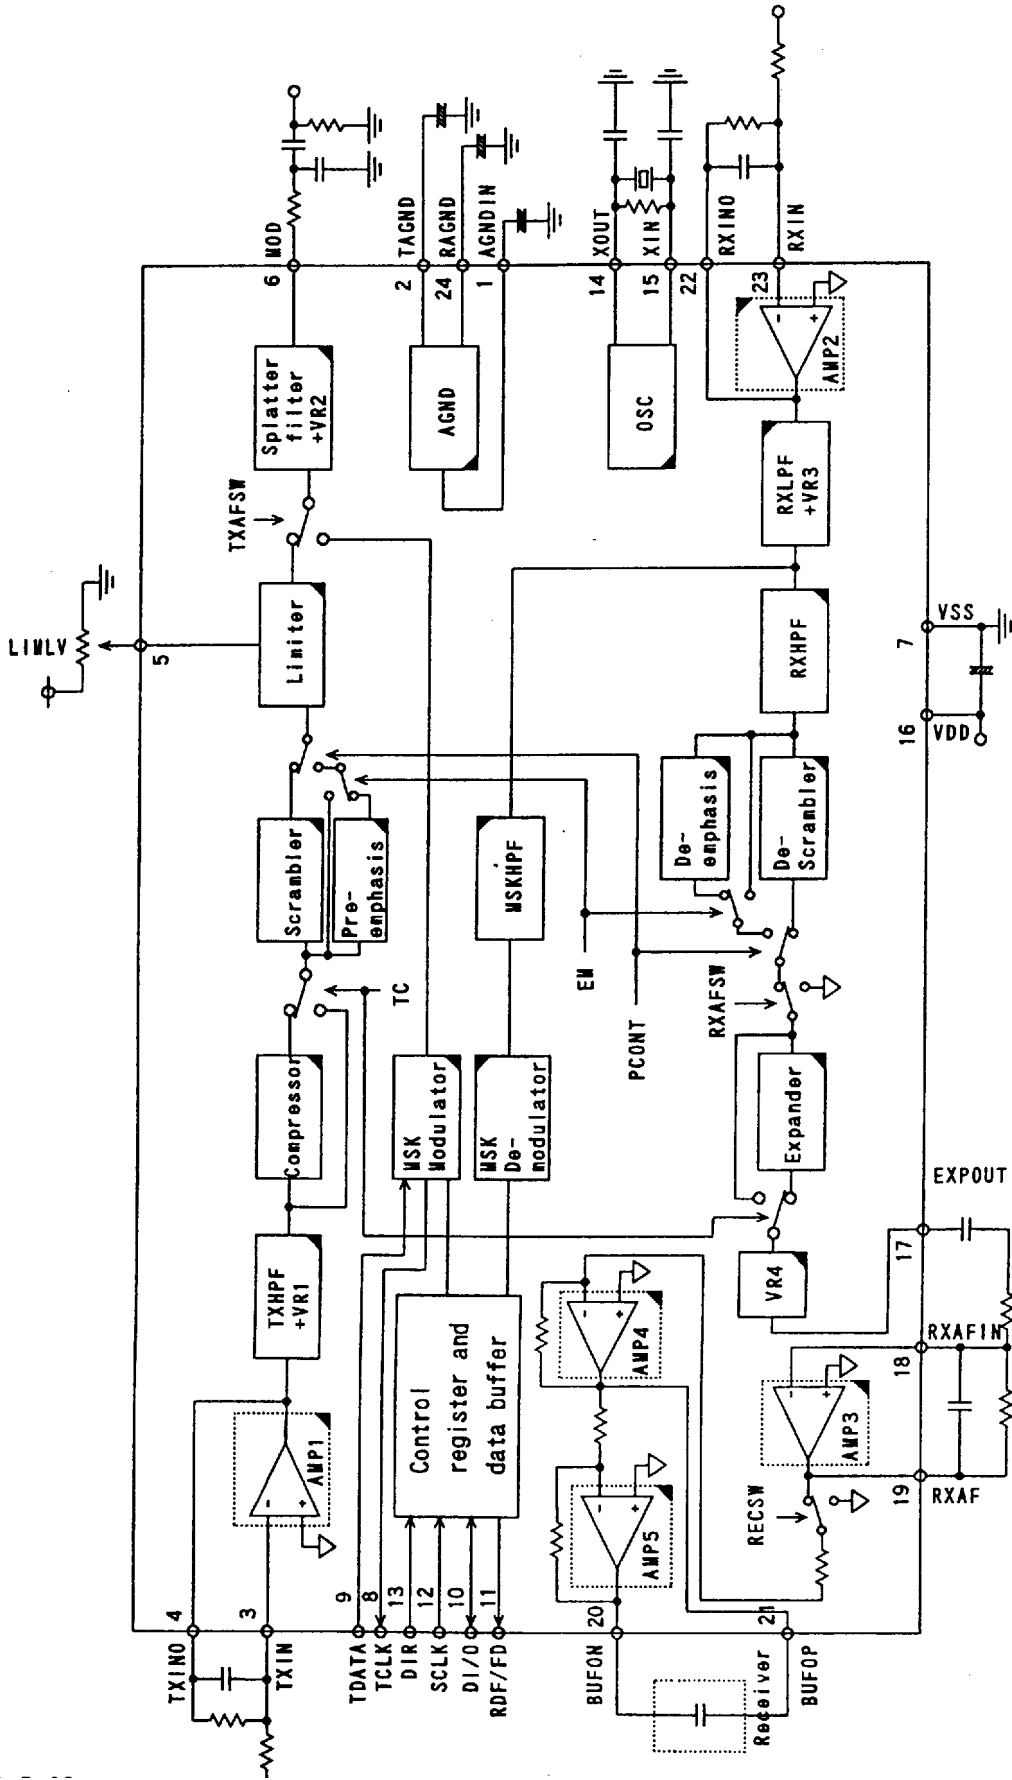 LIMLV
5
TXINO
4
TXIN
3
AMP1
TXHPF
+VR1
Compressor
TC
Scrambler
Pre-
emphasis
Limiter
TXAFSW
Splatter
filter
+VR2
6
MOD
TDATA
9
TCLK
8
DIR
13
SCLK
12
DI/O
10
RDF/FD
11
Control
register and
data buffer
MSK
Modulator
MSK
De-
modulator
MSKHPF
AGND
2
TAGND
24
RAGND
1
AGNDIN
EM
PCONT
OSC
14
XOUT
15
XIN
BUFON
20
AMP5
AMP4
Receiver
BUFOP
21
RECSW
AMP3
VR4
Expander
RXAFSW
De-
emphasis
De-
Scrambler
RXHPF
RXLPF
+VR3
AMP2
22
RXINO
23
RXIN
19
RXAF
18
RXAFIN
17
EXPOUT
16
VDD
7
VSS